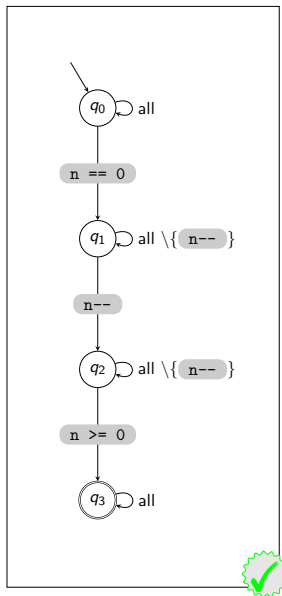 q0 all
n == 0
q1 all \{ n-- }
n--
q2 all \{ n-- }
n >= 0
q3 all